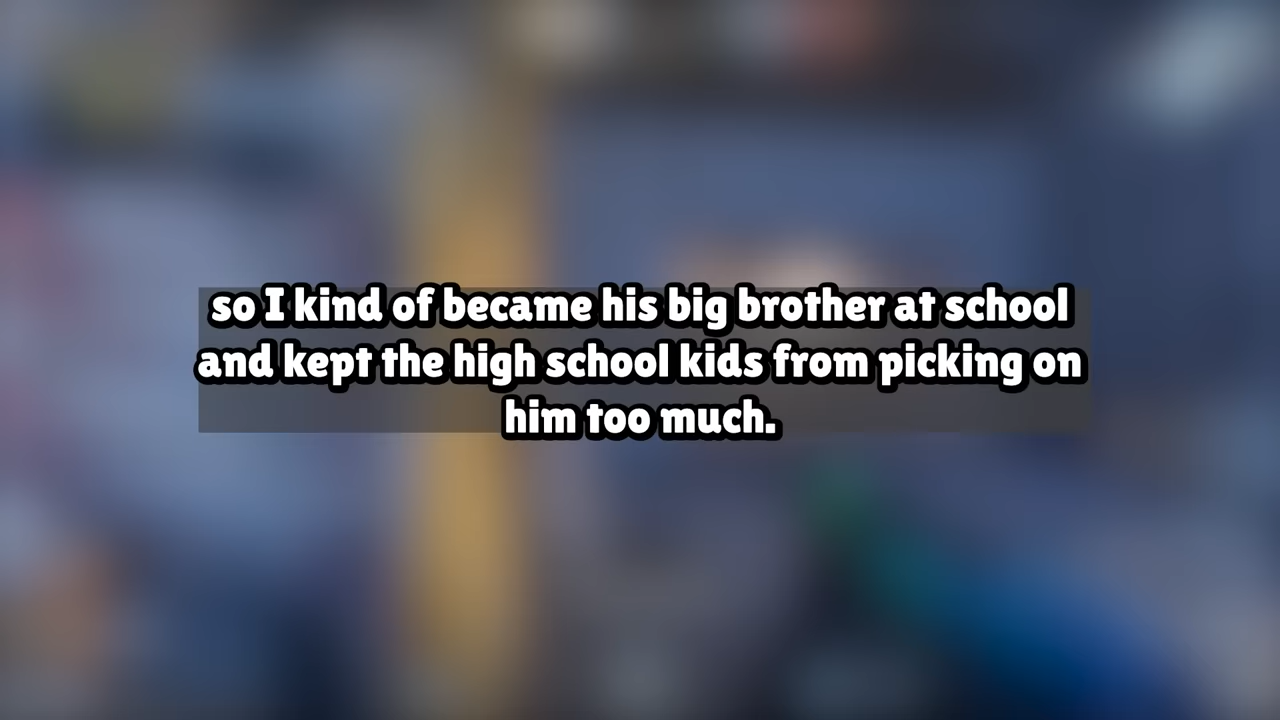 so I kind of became his big brother at school
and kept the high school kids from picking on
him too much.